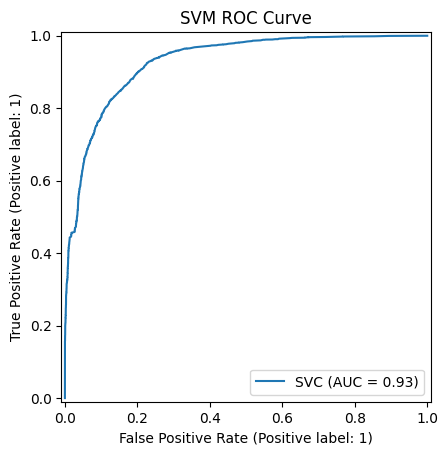 SVM ROC Curve
True Positive Rate (Positive label: 1)
1.0
0.8
0.6
0.4
0.2
0.0
SVC (AUC = 0.93)
0.0 0.2 0.4 0.6 0.8 1.0
False Positive Rate (Positive label: 1)